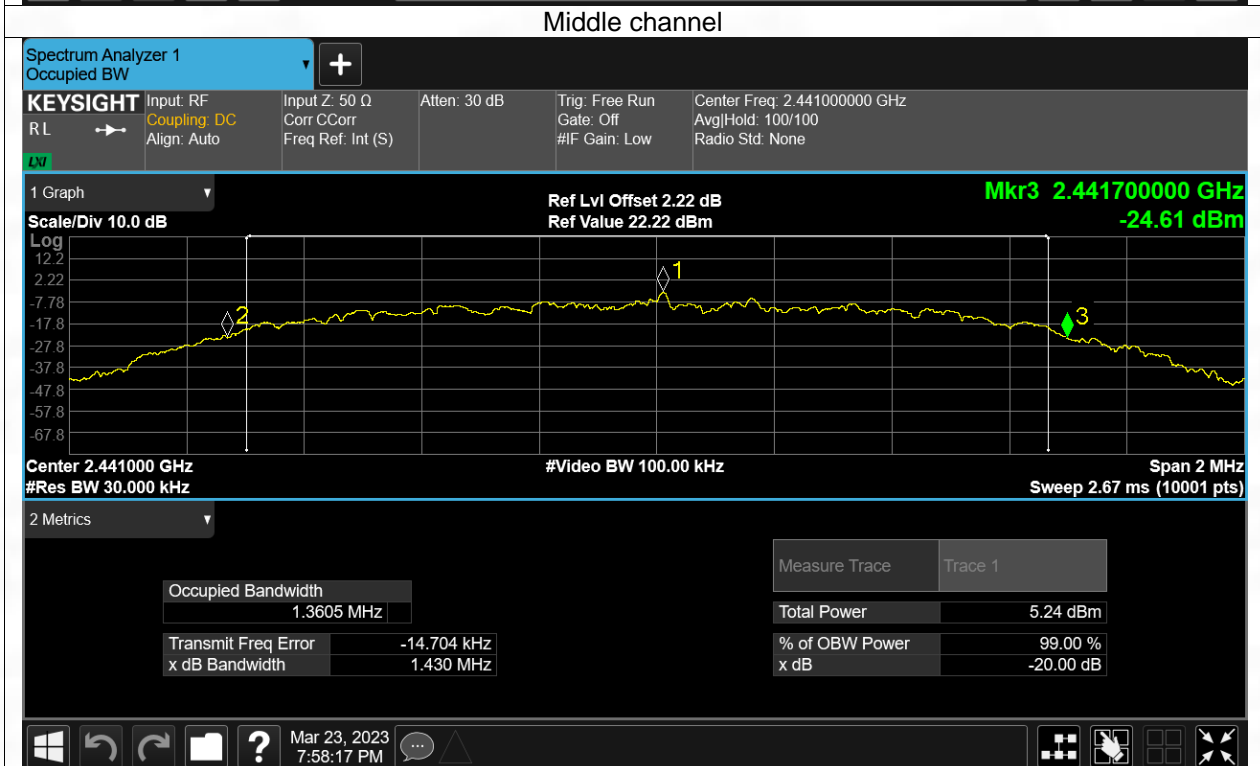 Middle channel
Spectrum Analyzer 1
Occupied BW
KEYSIGHT
RL
LXI
Input: RF
Coupling: DC
Align: Auto
Input Z: 50 Ω
Corr CCorr
Freq Ref: Int (S)
Atten: 30 dB
Trig: Free Run
Gate: Off
#IF Gain: Low
Center Freq: 2.441000000 GHz
Avg|Hold: 100/100
Radio Std: None
1 Graph
Scale/Div 10.0 dB
Log
Ref Lvl Offset 2.22 dB
Ref Value 22.22 dBm
Mkr3 2.441700000 GHz
-24.61 dBm
12.2
2.22
-7.78
-17.8
-27.8
-37.8
-47.8
-57.8
-67.8
1
2
3
Center 2.441000 GHz
#Res BW 30.000 kHz
#Video BW 100.00 kHz
Span 2 MHz
Sweep 2.67 ms (10001 pts)
2 Metrics
Measure Trace Trace 1
Occupied Bandwidth
1.3605 MHz
Total Power 5.24 dBm
Transmit Freq Error -14.704 kHz
% of OBW Power 99.00 %
x dB Bandwidth 1.430 MHz
x dB -20.00 dB
?
Mar 23, 2023
7:58:17 PM